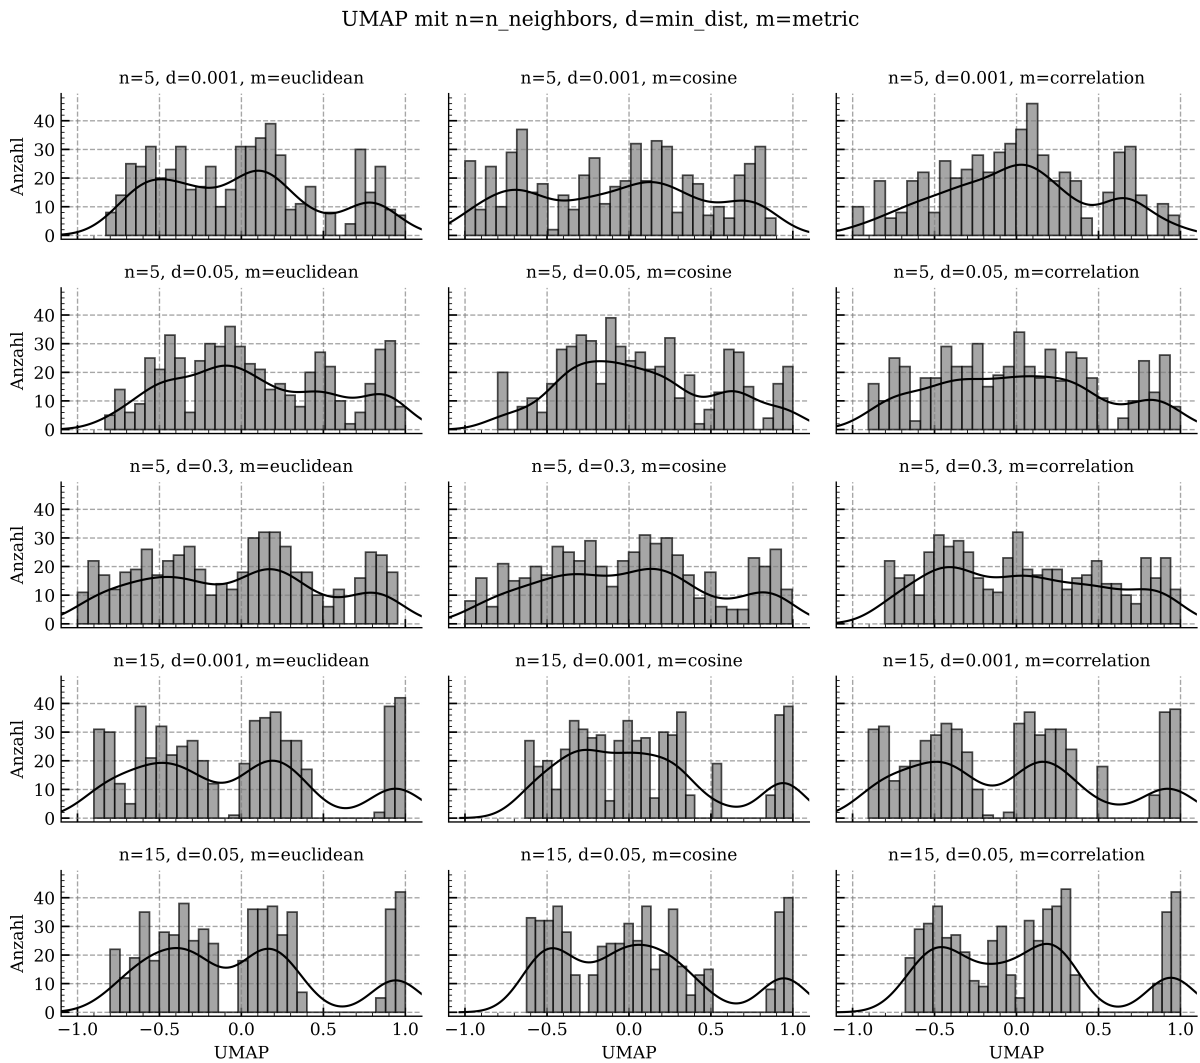 UMAP mit n=n_neighbors, d=min_dist, m=metric
n=5, d=0.001, m=euclidean
n=5, d=0.001, m=cosine
n=5, d=0.001, m=correlation
Anzahl
40
30
20
10
0
n=5, d=0.05, m=euclidean
n=5, d=0.05, m=cosine
n=5, d=0.05, m=correlation
Anzahl
40
30
20
10
0
n=5, d=0.3, m=euclidean
n=5, d=0.3, m=cosine
n=5, d=0.3, m=correlation
Anzahl
40
30
20
10
0
n=15, d=0.001, m=euclidean
n=15, d=0.001, m=cosine
n=15, d=0.001, m=correlation
Anzahl
40
30
20
10
0
n=15, d=0.05, m=euclidean
n=15, d=0.05, m=cosine
n=15, d=0.05, m=correlation
Anzahl
40
30
20
10
0
−1.0 −0.5 0.0 0.5 1.0
−1.0 −0.5 0.0 0.5 1.0
−1.0 −0.5 0.0 0.5 1.0
UMAP
UMAP
UMAP